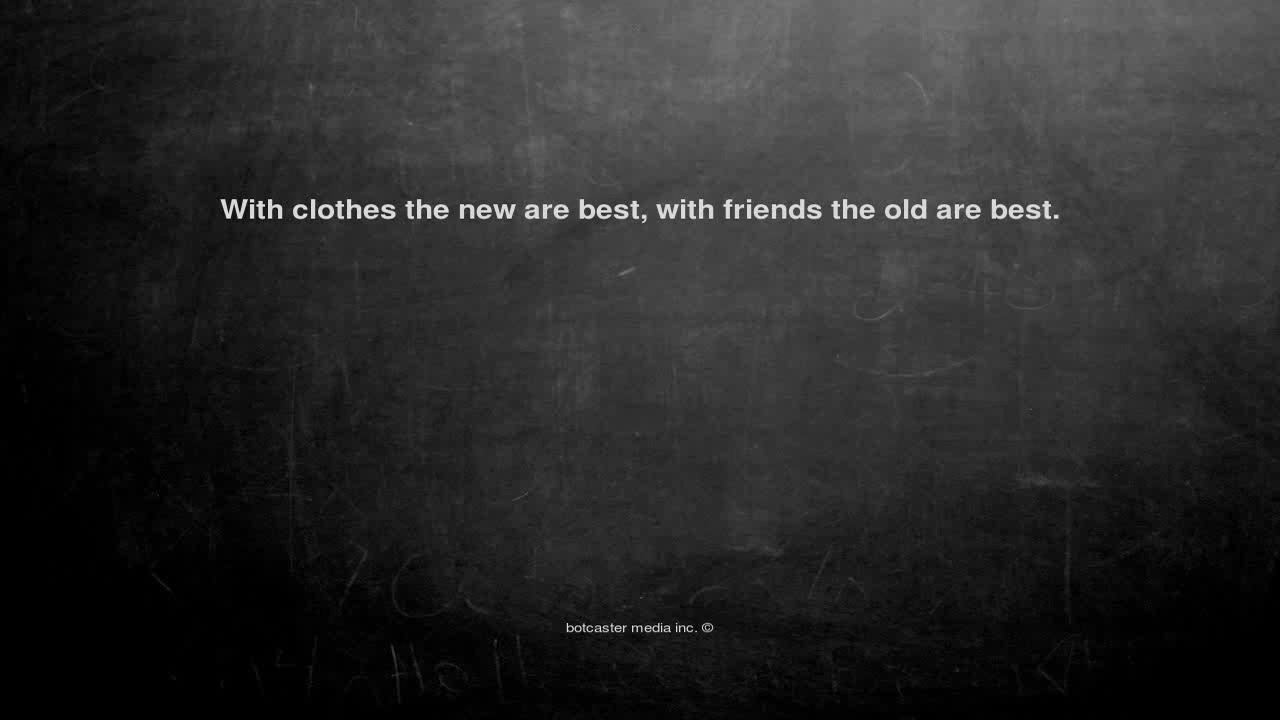 With clothes the new are best, with friends the old are best.
botcaster media inc. ©